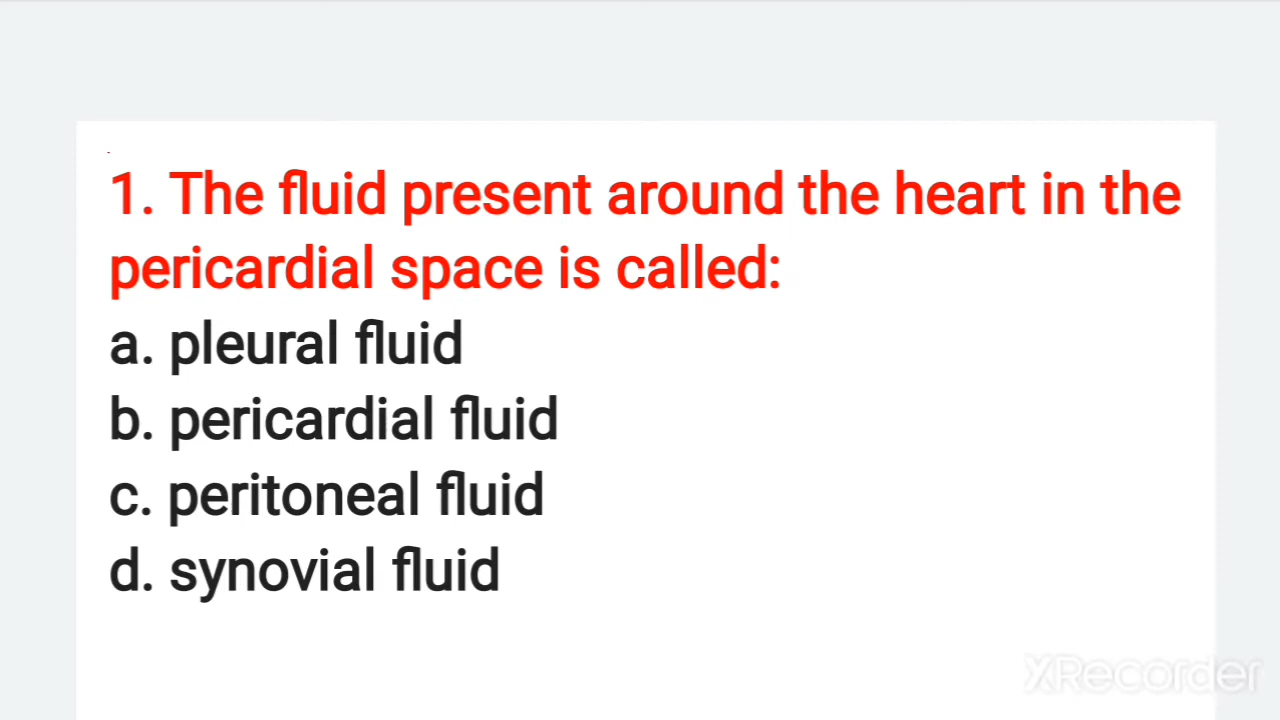 1. The fluid present around the heart in the
pericardial space is called:
a. pleural fluid
b. pericardial fluid
c. peritoneal fluid
d. synovial fluid
XRecorder